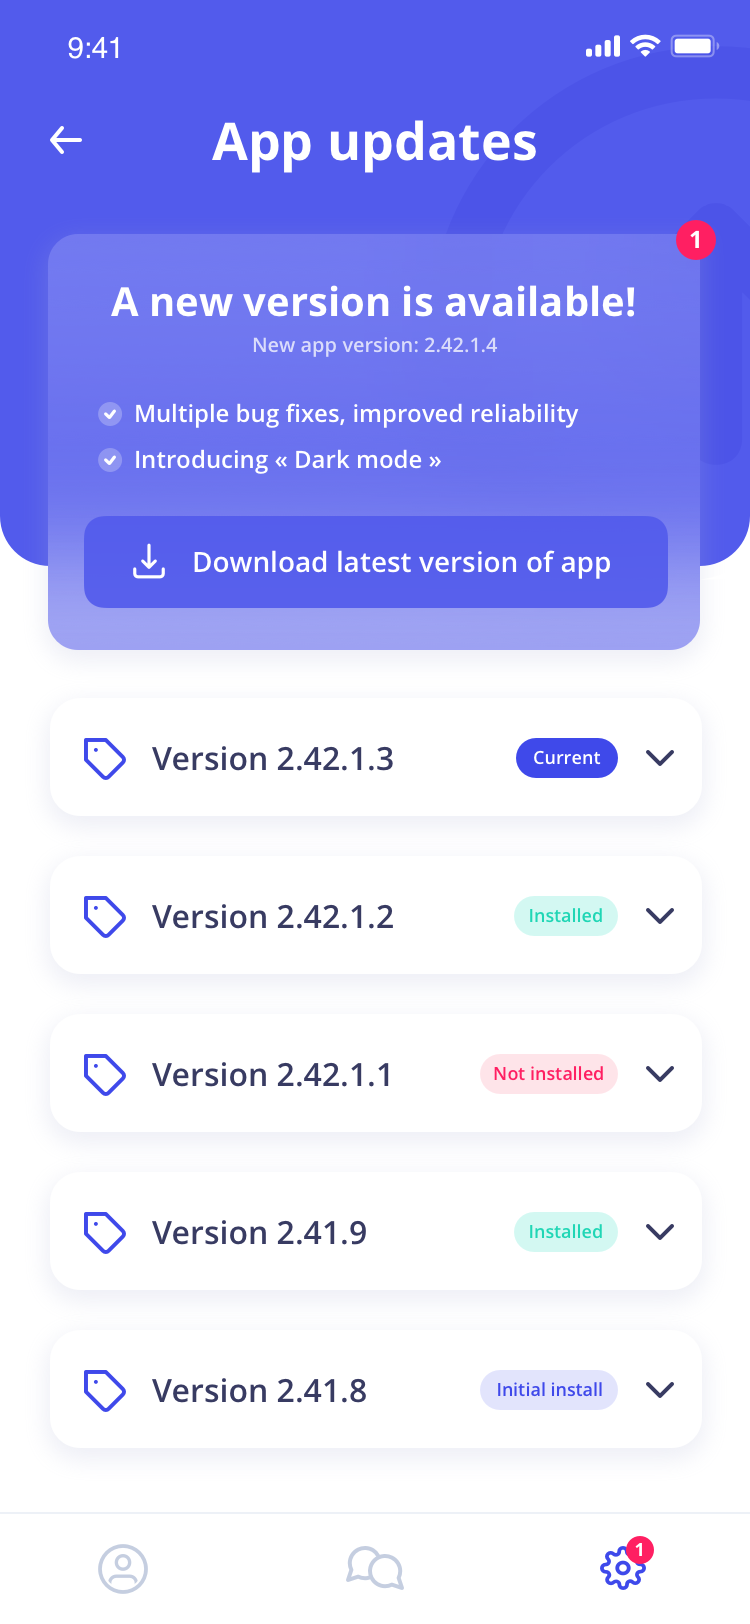 9:41
App updates
1
A new version is available!
New app version: 2.42.1.4
Multiple bug fixes, improved reliability
Introducing « Dark mode »
Download latest version of app
Version 2.42.1.3 Current
Version 2.42.1.2 Installed
Version 2.42.1.1 Not installed
Version 2.41.9 Installed
Version 2.41.8 Initial install
1